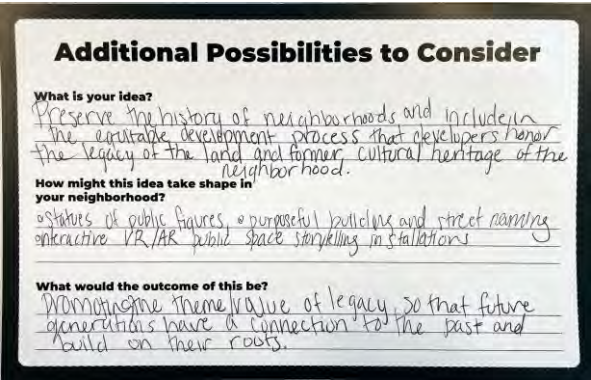 Additional Possibilities to Consider
What is your idea?
Preserve the history of neighborhoods and include in
the equitable development process that developers honor
the legacy of the land and former cultural heritage of the
neighborhood.
How might this idea take shape in
your neighborhood?
•Statues of public figures, •purposeful building and street naming
•interactive VR/AR public space storytelling installations
What would the outcome of this be?
Promoting the theme/value of legacy, so that future
generations have a connection to the past and
build on their roots.